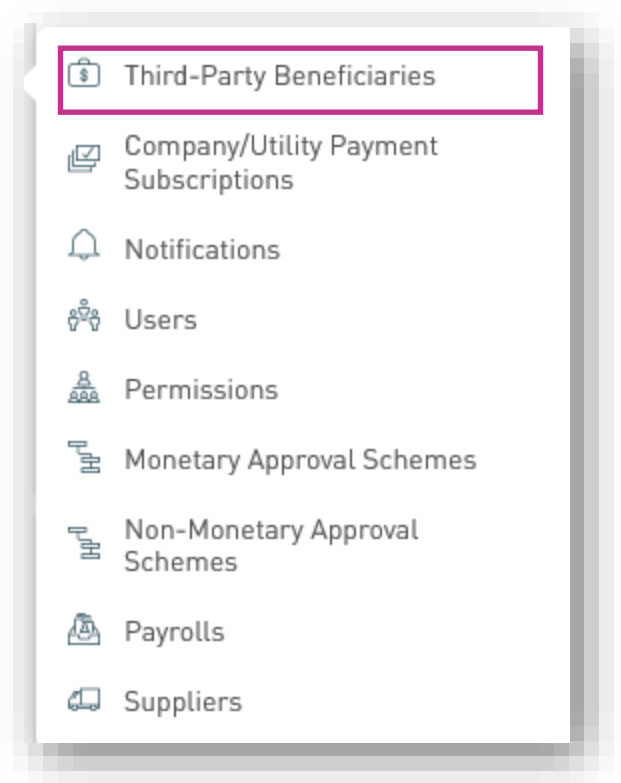 Third-Party Beneficiaries
Company/Utility Payment
Subscriptions
Notifications
Users
Permissions
Monetary Approval Schemes
Non-Monetary Approval
Schemes
Payrolls
Suppliers